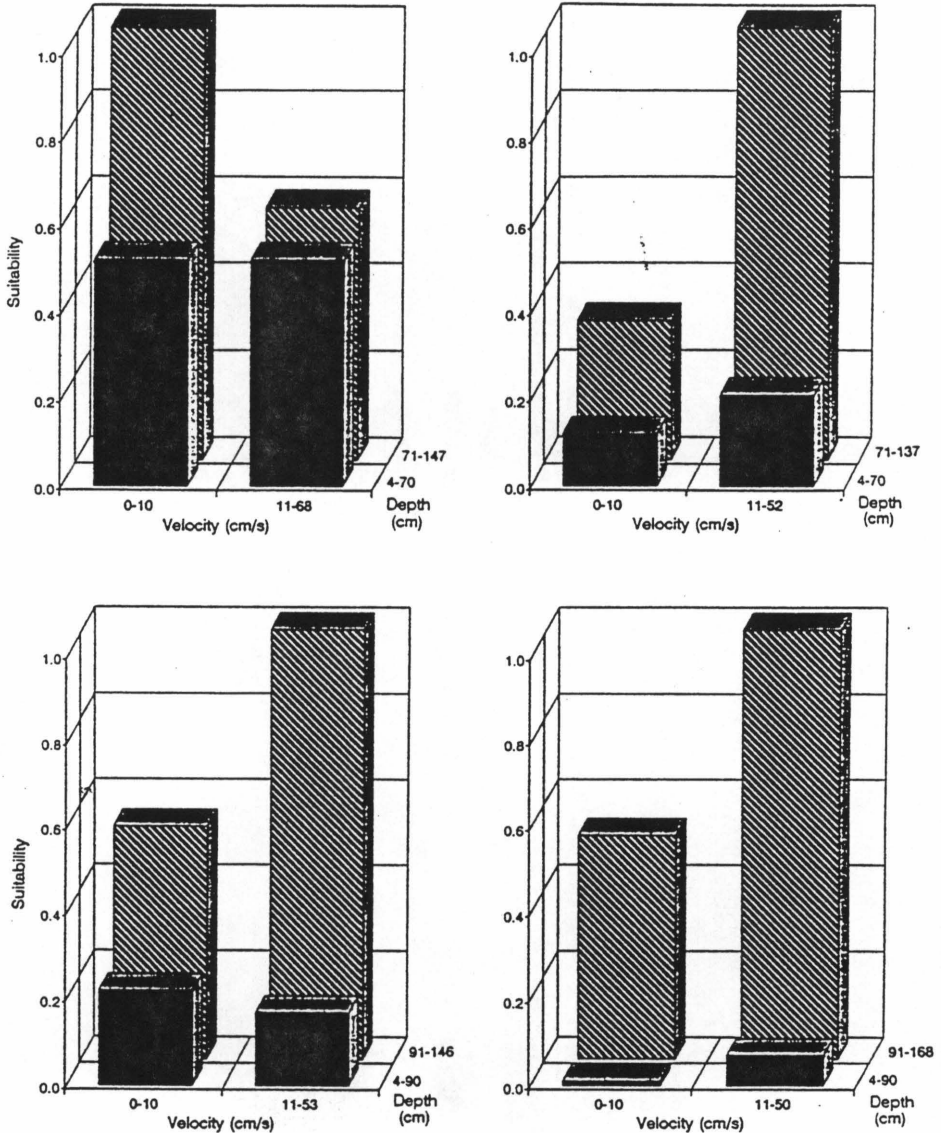 1.0
0.8
0.6
0.4
0.2
0.0
Suitability
0-10
11-68
Velocity (cm/s)
71-147
4-70
Depth
(cm)
1.0
0.8
0.6
0.4
0.2
0.0
0-10
11-52
Velocity (cm/s)
71-137
4-70
Depth
(cm)
1.0
0.8
0.6
0.4
0.2
0.0
Suitability
0-10
11-53
Velocity (cm/s)
91-146
4-90
Depth
(cm)
1.0
0.8
0.6
0.4
0.2
0.0
0-10
11-50
Velocity (cm/s)
91-168
4-90
Depth
(cm)